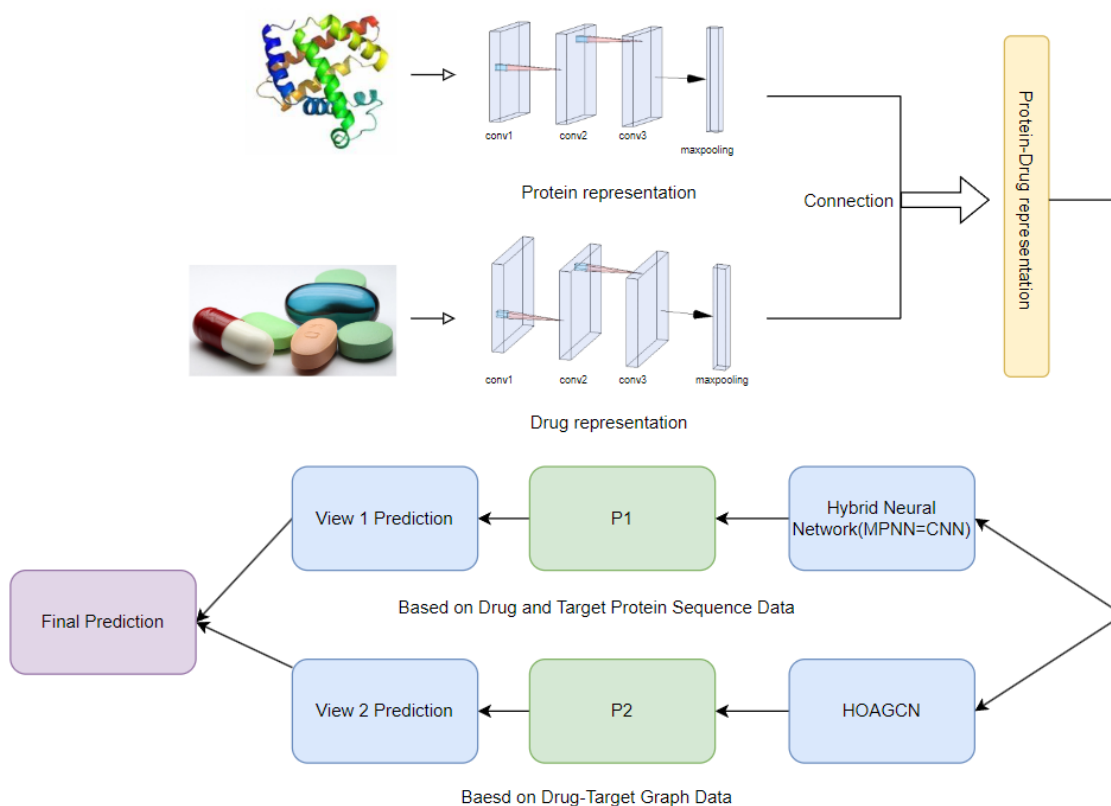 conv1
conv2
conv3
maxpooling
Protein representation
Connection
Protein-Drug representation
conv1
conv2
conv3
maxpooling
Drug representation
View 1 Prediction
P1
Hybrid Neural
Network(MPNN=CNN)
Based on Drug and Target Protein Sequence Data
Final Prediction
View 2 Prediction
P2
HOAGCN
Baesd on Drug-Target Graph Data